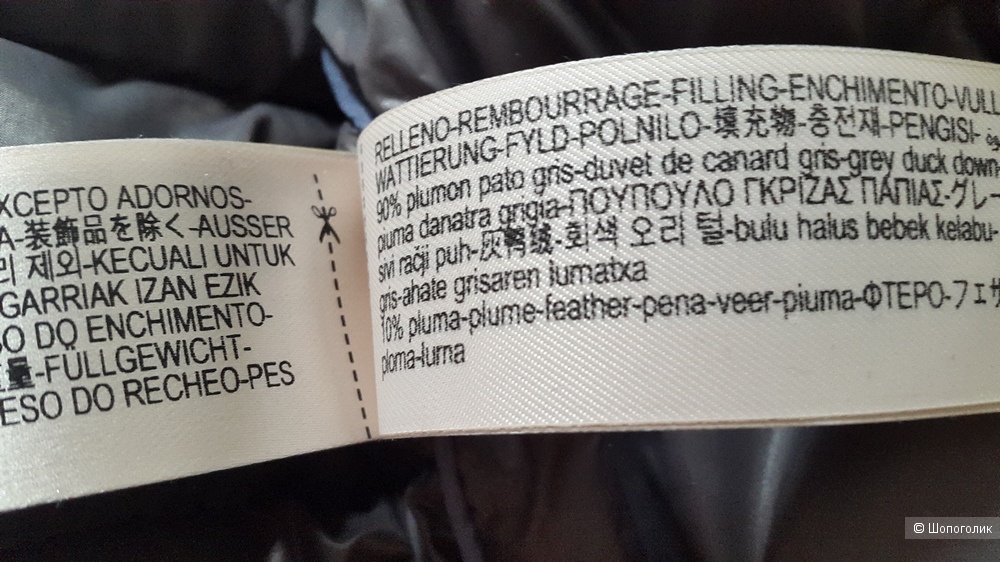 XCEPTO ADORNOS-
A-装飾品を除く-AUSSER
리 제외-KECUALI UNTUK
GARRIAK IZAN EZIK
SO DO ENCHIMENTO-
量-FÜLLGEWICHT-
ESO DO RECHEO-PES
RELLENO-REMBOURRAGE-FILLING-ENCHIMENTO-VULL
WATTIERUNG-FYLD-POLNILO-填充物-충전재-PENGISI-
90% plumon pato gris-duvet de canard gris-grey duck down-
piuma danatra grigia-ΠΟΥΠΟΥΛΟ ΓΚΡΙΖΑΣ ΠΑΠΙΑΣ-グレー
sivi račji puh-灰鸭绒-회색 오리 털-bulu halus bebek kelabu-
gris-ahate grisaren lumatxa
10% pluma-plume-feather-pena-veer-piuma-ΦΤΕΡΟ-フェザ
ploma-luma
© Шопоголик